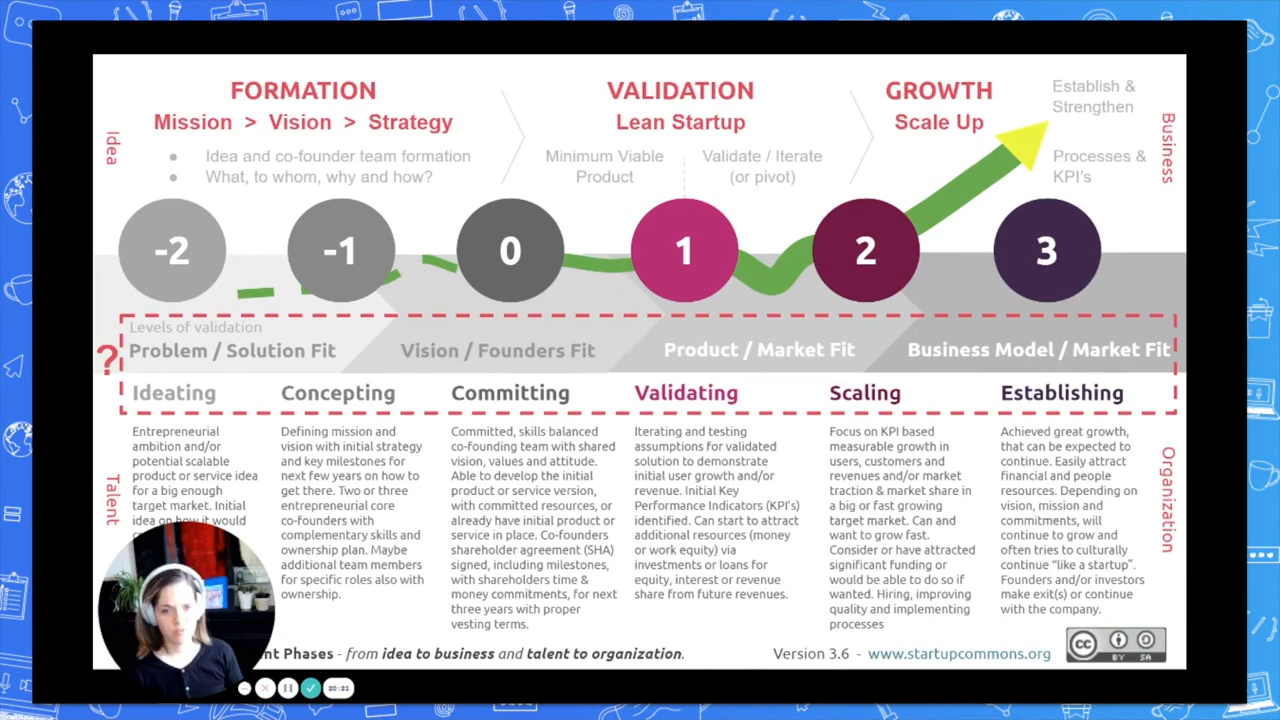 FORMATION
Mission > Vision > Strategy
● Idea and co-founder team formation
● What, to whom, why and how?
VALIDATION
Lean Startup
Minimum Viable
Product
Validate / Iterate
(or pivot)
GROWTH
Scale Up
Establish &
Strengthen
Processes &
KPI's
Idea
Business
-2
-1
0
1
2
3
Levels of validation
?
Problem / Solution Fit
Vision / Founders Fit
Product / Market Fit
Business Model / Market Fit
Ideating
Concepting
Committing
Validating
Scaling
Establishing
Talent
Organization
Entrepreneurial
ambition and/or
potential scalable
product or service idea
for a big enough
target market. Initial
idea on how it would
Defining mission and
vision with initial strategy
and key milestones for
next few years on how to
get there. Two or three
entrepreneurial core
co-founders with
complementary skills and
ownership plan. Maybe
additional team members
for specific roles also with
ownership.
Committed, skills balanced
co-founding team with shared
vision, values and attitude.
Able to develop the initial
product or service version,
with committed resources, or
already have initial product or
service in place. Co-founders
shareholder agreement (SHA)
signed, including milestones,
with shareholders time &
money commitments, for next
three years with proper
vesting terms.
Iterating and testing
assumptions for validated
solution to demonstrate
initial user growth and/or
revenue. Initial Key
Performance Indicators (KPI's)
identified. Can start to attract
additional resources (money
or work equity) via
investments or loans for
equity, interest or revenue
share from future revenues.
Focus on KPI based
measurable growth in
users, customers and
revenues and/or market
traction & market share in
a big or fast growing
target market. Can and
want to grow fast.
Consider or have attracted
significant funding or
would be able to do so if
wanted. Hiring, improving
quality and implementing
processes
Achieved great growth,
that can be expected to
continue. Easily attract
financial and people
resources. Depending on
vision, mission and
commitments, will
continue to grow and
often tries to culturally
continue "like a startup".
Founders and/or investors
make exit(s) or continue
with the company.
nt Phases - from idea to business and talent to organization.
Version 3.6 - www.startupcommons.org
cc
BY SA